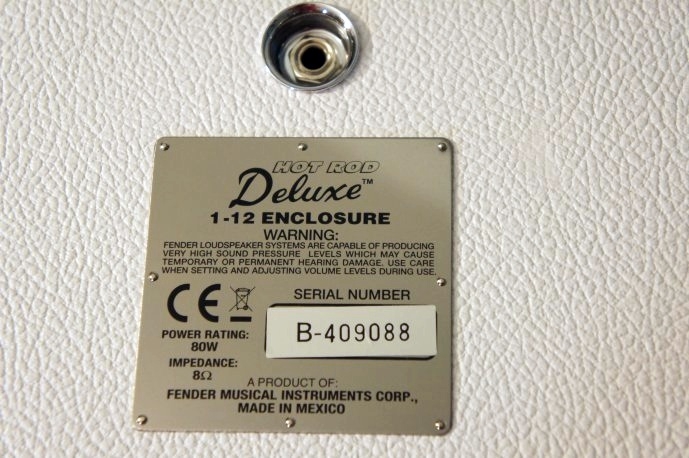 HOT ROD
Deluxe™
1-12 ENCLOSURE
WARNING:
FENDER LOUDSPEAKER SYSTEMS ARE CAPABLE OF PRODUCING
VERY HIGH SOUND PRESSURE LEVELS WHICH MAY CAUSE
TEMPORARY OR PERMANENT HEARING DAMAGE. USE CARE
WHEN SETTING AND ADJUSTING VOLUME LEVELS DURING USE.
CE
SERIAL NUMBER
B-409088
POWER RATING:
80W
IMPEDANCE:
8Ω
A PRODUCT OF:
FENDER MUSICAL INSTRUMENTS CORP.,
MADE IN MEXICO